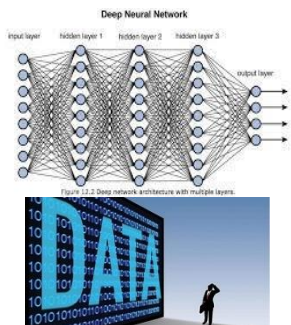 Deep Neural Network
input layer hidden layer 1 hidden layer 2 hidden layer 3
output layer
Figure 12.2 Deep network architecture with multiple layers.
DATA